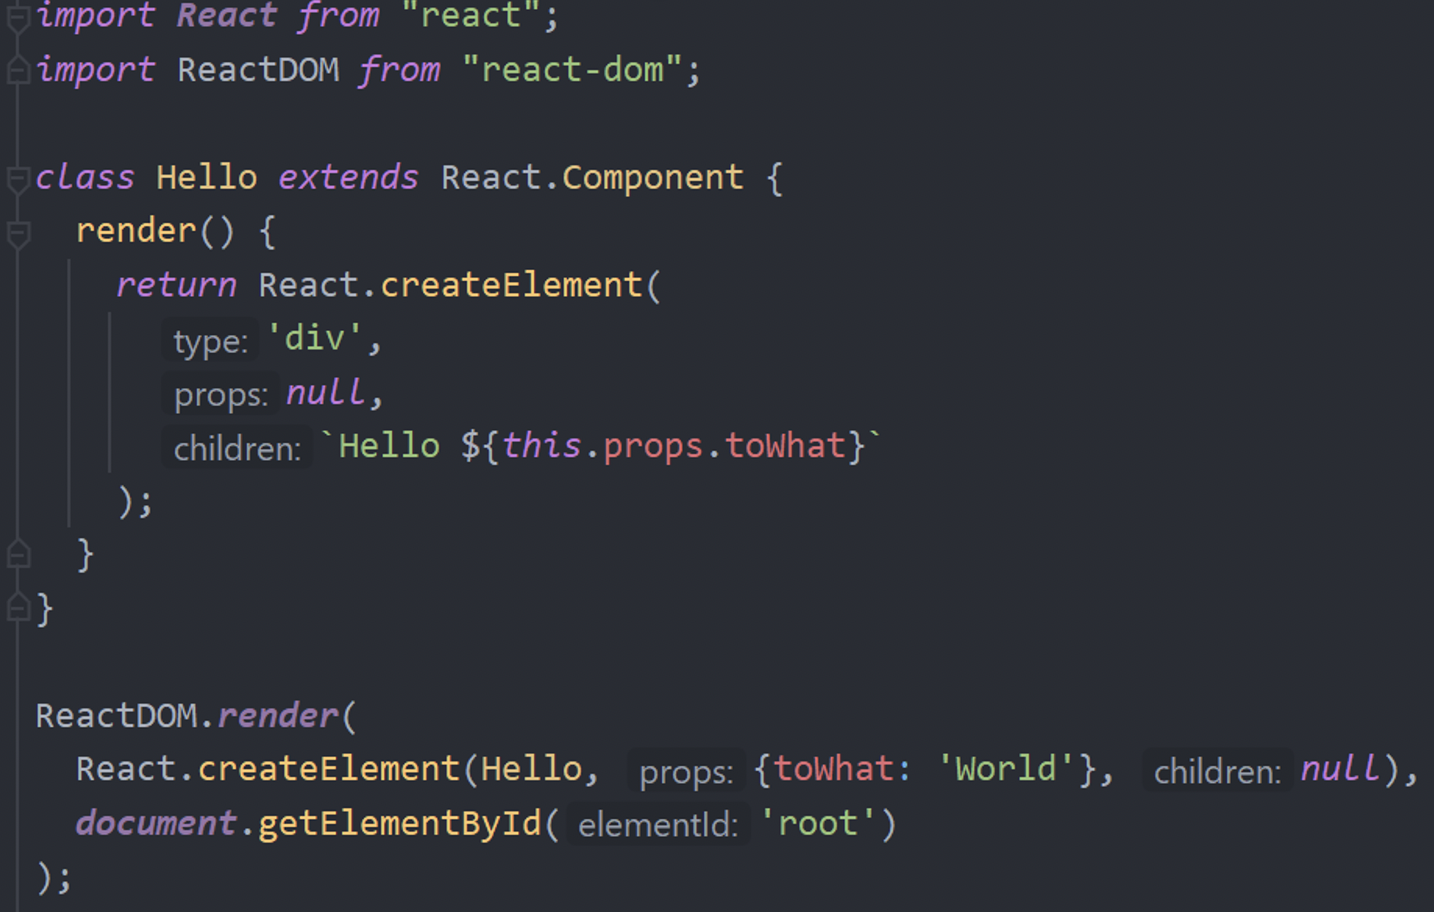 import React from "react";
import ReactDOM from "react-dom";
class Hello extends React.Component {
render() {
return React.createElement(
type: 'div',
props: null,
children: `Hello ${this.props.toWhat}`
);
}
}
ReactDOM.render(
React.createElement(Hello, props: {toWhat: 'World'}, children: null),
document.getElementById( elementId: 'root')
);